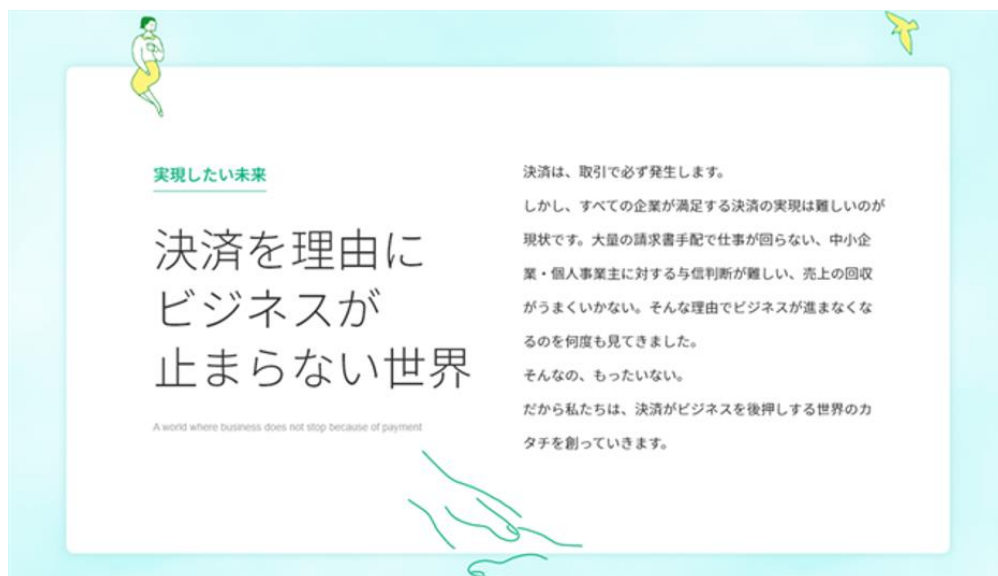 実現したい未来
決済を理由に
ビジネスが
止まらない世界
A world where business does not stop because of payment
決済は、取引で必ず発生します。
しかし、すべての企業が満足する決済の実現は難しいのが
現状です。大量の請求書手配で仕事が回らない、中小企
業・個人事業主に対する与信判断が難しい、売上の回収
がうまくいかない。そんな理由でビジネスが進まなくな
るのを何度も見てきました。
そんなの、もったいない。
だから私たちは、決済がビジネスを後押しする世界のカ
タチを創っていきます。